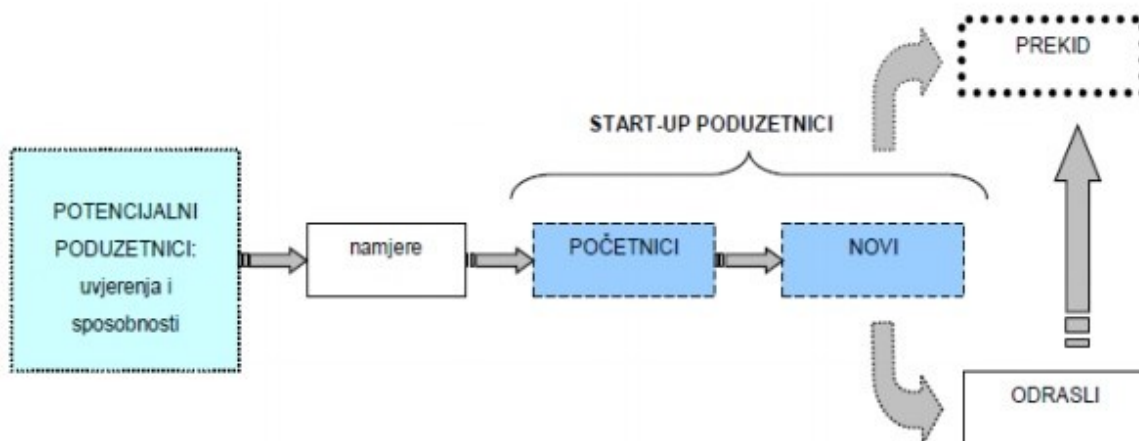 PREKID
START-UP PODUZETNICI
POTENCIJALNI
PODUZETNICI:
uvjerenja i
sposobnosti
namjere
POČETNICI
NOVI
ODRASLI